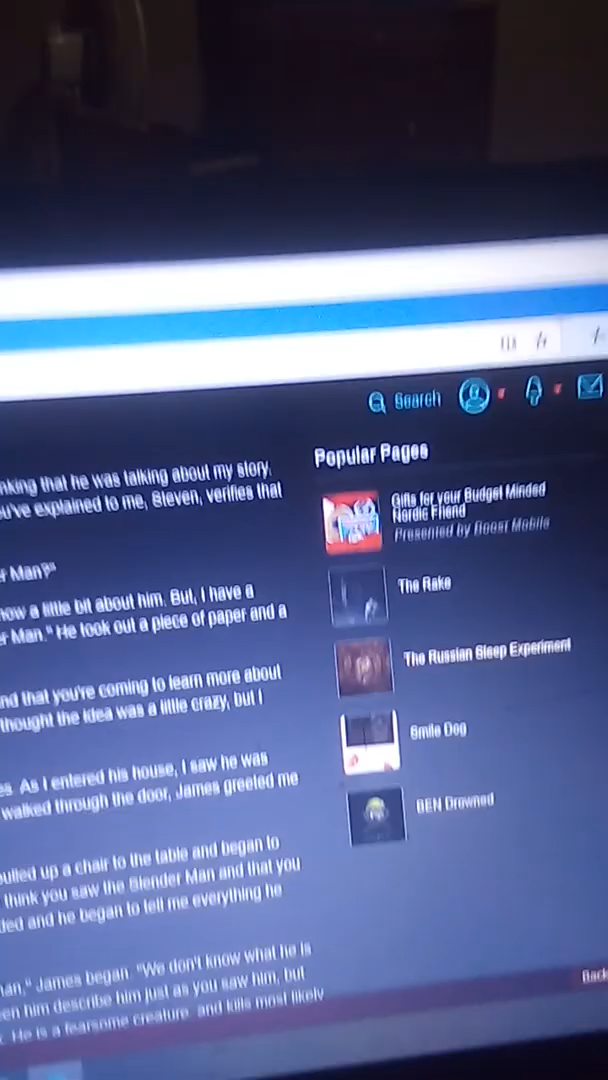 Search
nking that he was talking about my story.
u've explained to me, Steven, verifies that
r Man?"
now a little bit about him. But, I have a
r Man." He took out a piece of paper and a
nd that you're coming to learn more about
thought the idea was a little crazy, but I
es. As I entered his house, I saw he was
walked through the door, James greeted me
pulled up a chair to the table and began to
think you saw the Slender Man and that you
ded and he began to tell me everything he
an," James began. "We don't know what he is
en him describe him just as you saw him, but
. He is a fearsome creature, and kills most likely
Popular Pages
Gifts for your Budget Minded
Nordic Friend
Presented by Boost Mobile
The Rake
The Russian Sleep Experiment
Smile Dog
BEN Drowned
Back